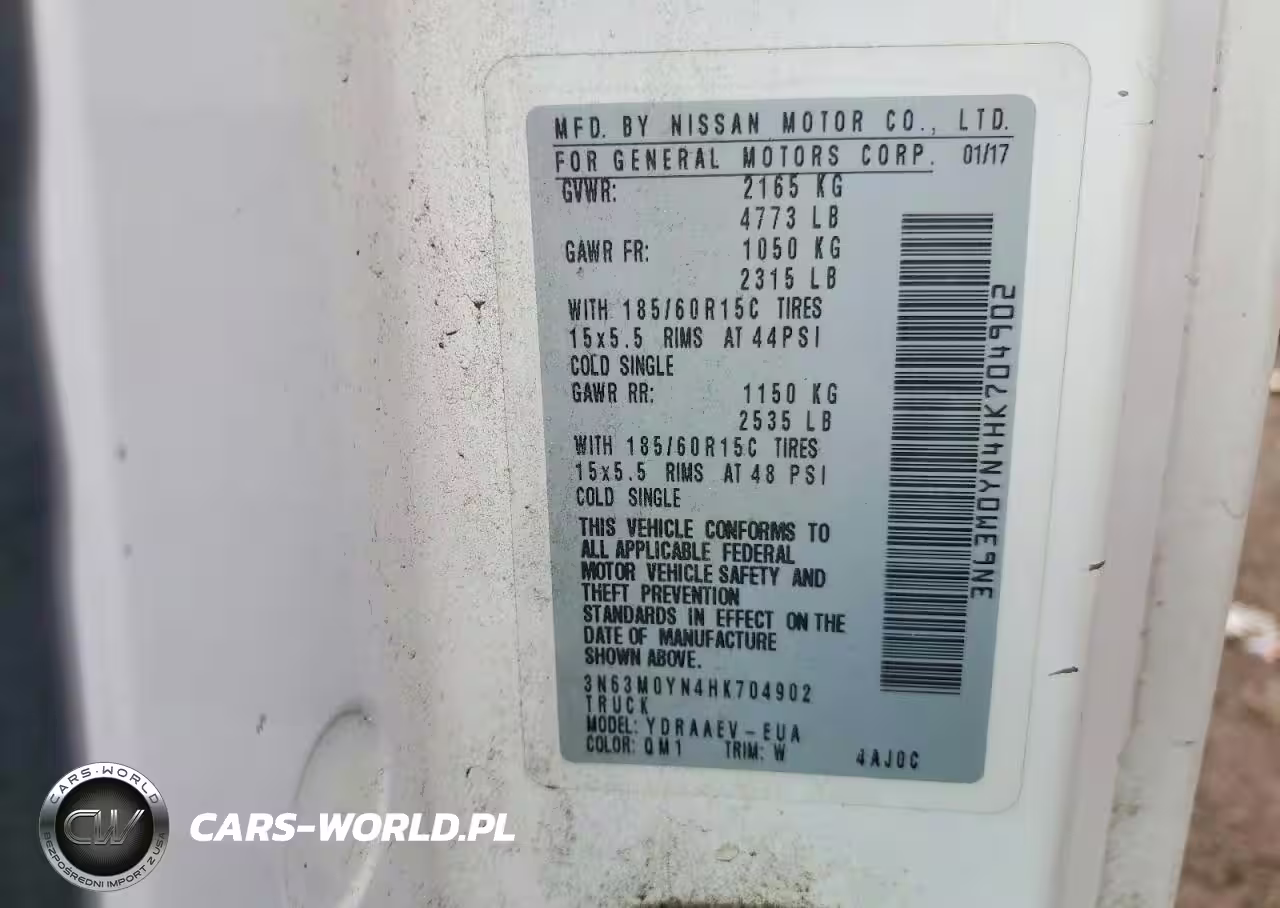 MFD. BY NISSAN MOTOR CO., LTD.
FOR GENERAL MOTORS CORP. 01/17
GVWR: 2165 KG
4773 LB
GAWR FR: 1050 KG
2315 LB
WITH 185/60R15C TIRES
15x5.5 RIMS AT 44PSI
COLD SINGLE
GAWR RR: 1150 KG
2535 LB
WITH 185/60R15C TIRES
15x5.5 RIMS AT 48 PSI
COLD SINGLE
THIS VEHICLE CONFORMS TO
ALL APPLICABLE FEDERAL
MOTOR VEHICLE SAFETY AND
THEFT PREVENTION
STANDARDS IN EFFECT ON THE
DATE OF MANUFACTURE
SHOWN ABOVE.
3N63M0YN4HK704902
TRUCK
MODEL: YDRAAEV-EUA
COLOR: QM1 TRIM: W 4AJ0C
3N63M0YN4HK704902
CARS-WORLD
CW
BEZPOŚREDNI IMPORT Z USA
CARS-WORLD.PL